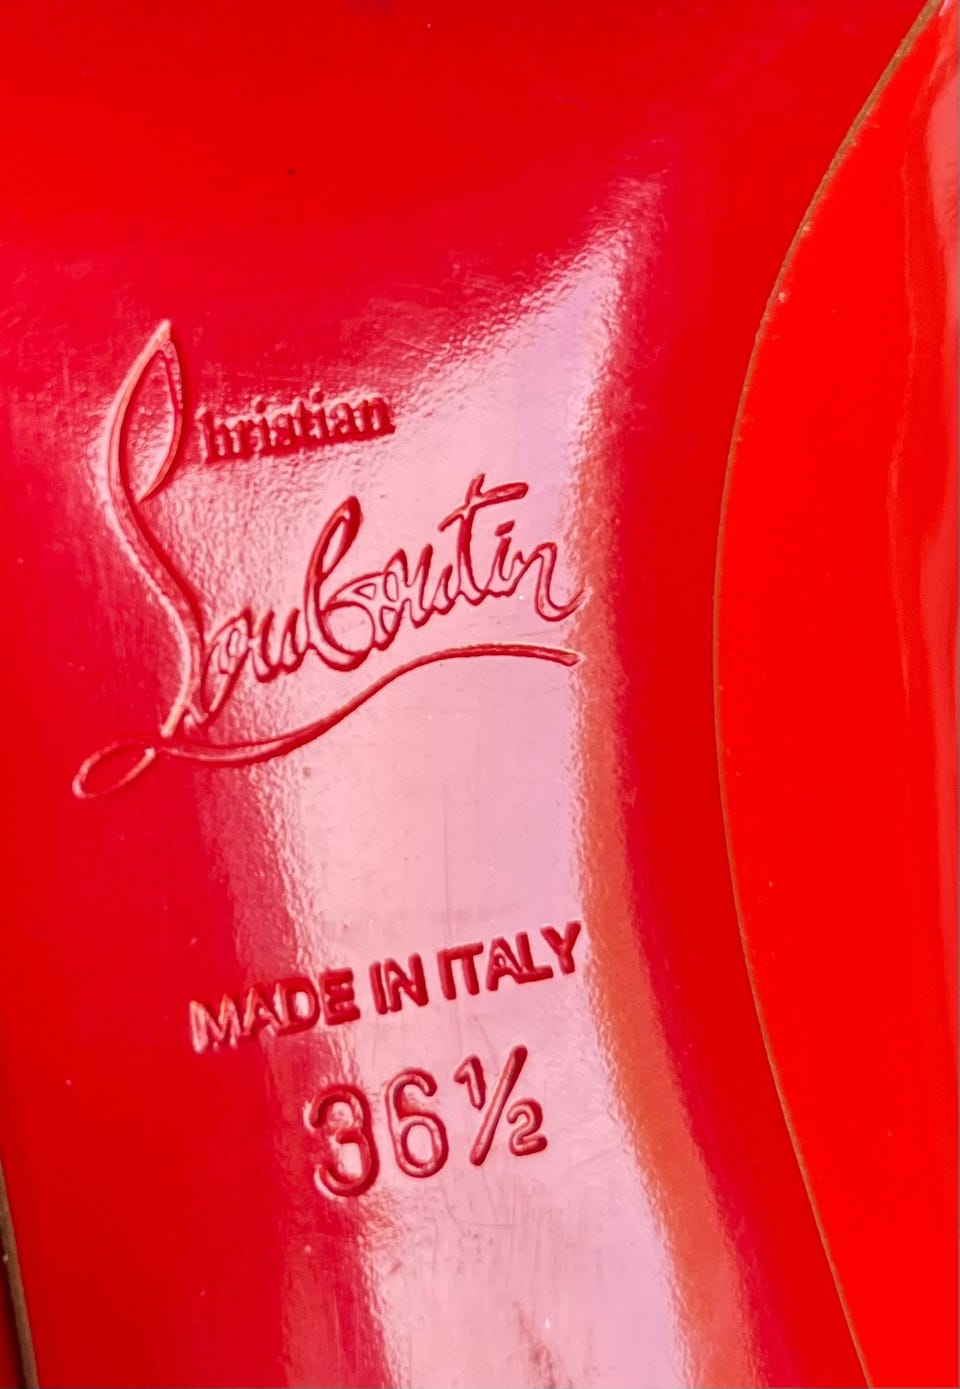 Christian
Louboutin
MADE IN ITALY
36½